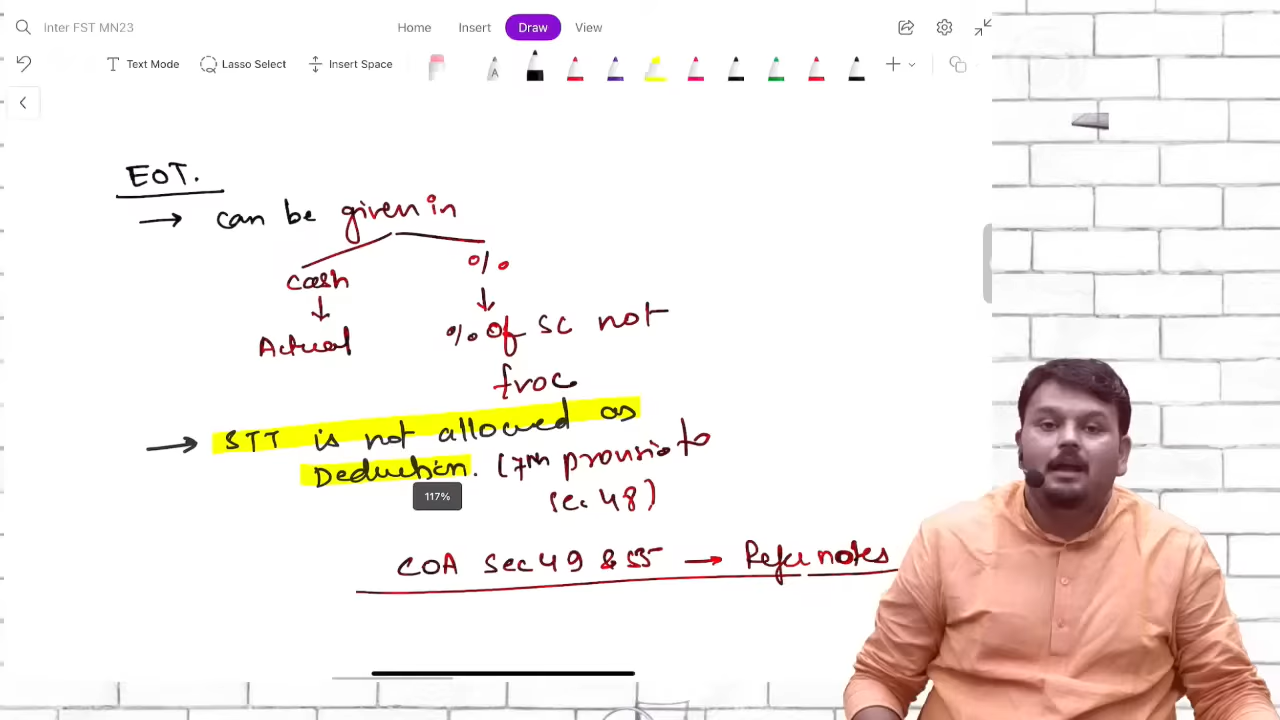 Inter FST MN23
Home Insert Draw View
Text Mode Lasso Select Insert Space
A
EOT.
→ can be given in
cash %
↓ ↓
Actual % of SC not
fvoc
→ STT is not allowed as
Deduction. (7th proviso to
sec 48)
117%
COA Sec 49 & 55 → Refer notes